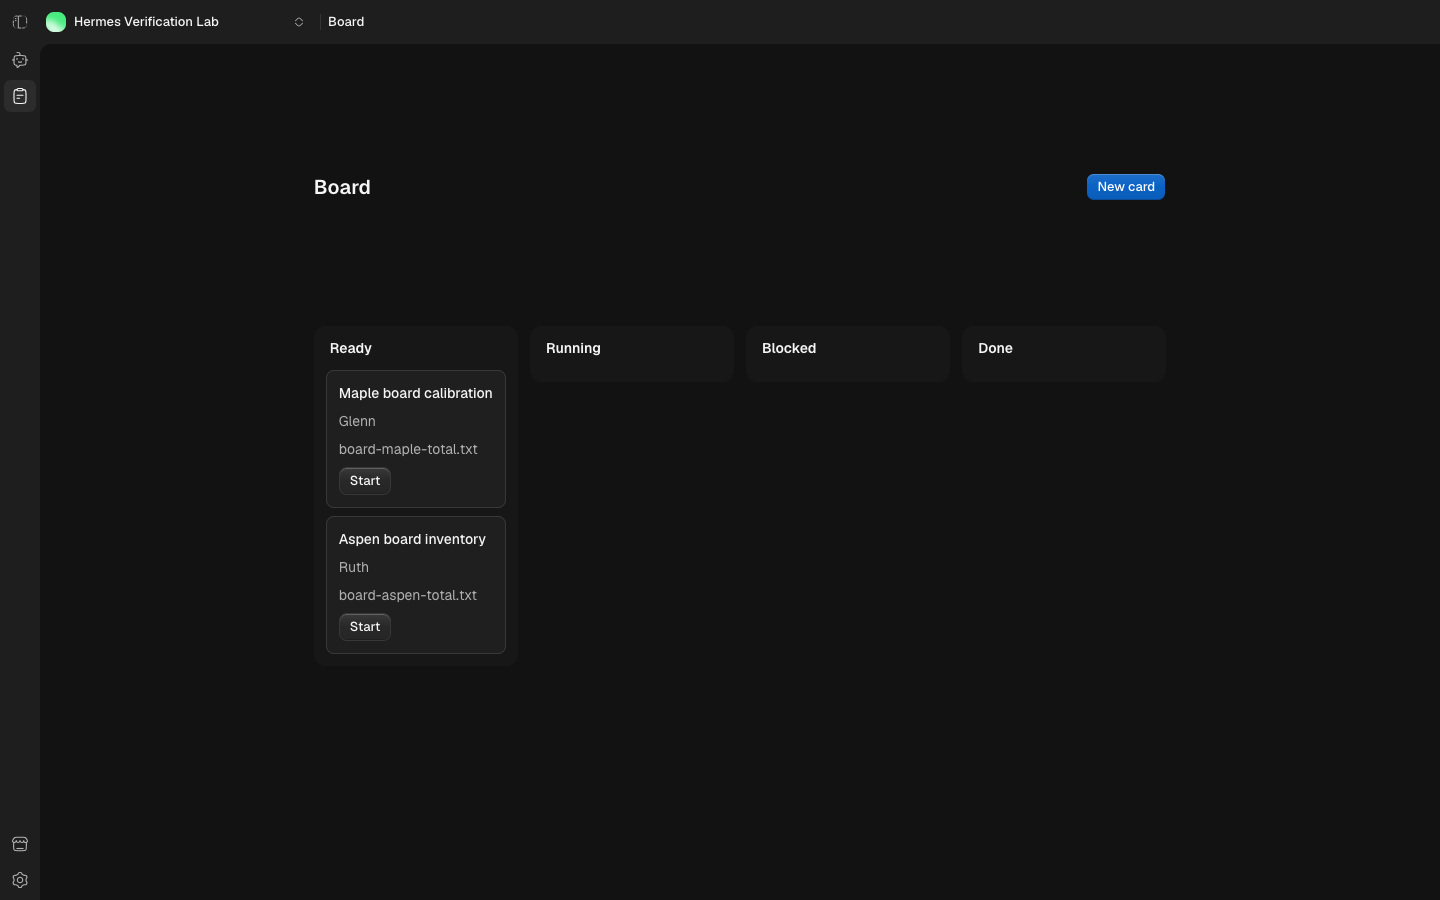 Hermes Verification Lab
Board
Board
New card
Ready
Maple board calibration
Glenn
board-maple-total.txt
Start
Aspen board inventory
Ruth
board-aspen-total.txt
Start
Running
Blocked
Done